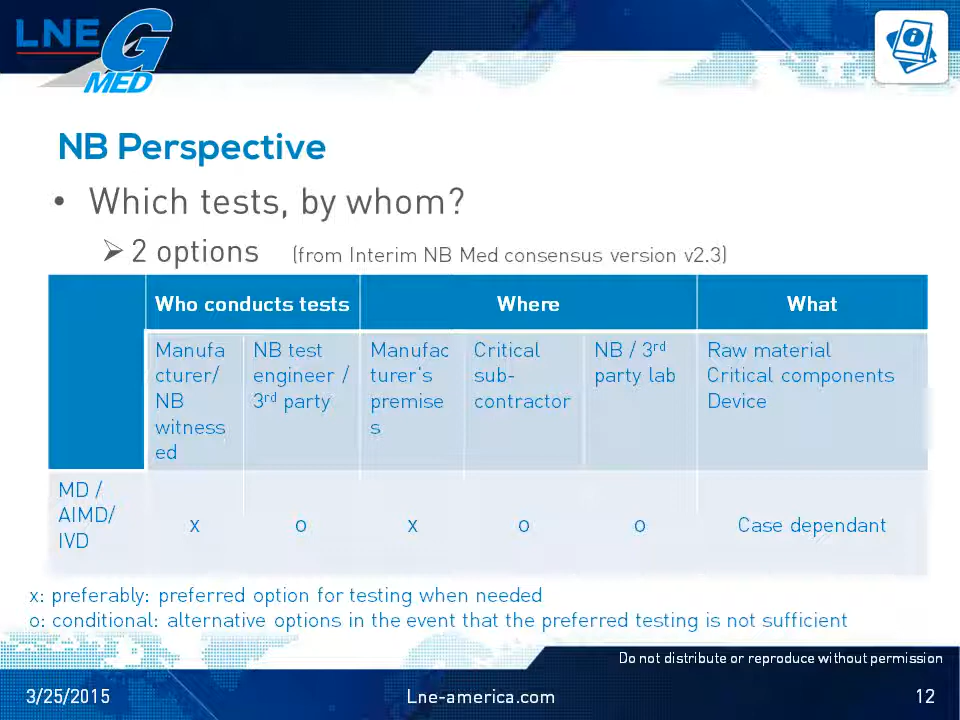 LNE G
MED
NB Perspective
• Which tests, by whom?
➢ 2 options (from Interim NB Med consensus version v2.3)
Who conducts tests Where What
Manufa
cturer/
NB
witness
ed
NB test
engineer /
3rd party
Manufac
turer's
premise
s
Critical
sub-
contractor
NB / 3rd
party lab
Raw material
Critical components
Device
MD /
AIMD/
IVD
x o x o o Case dependant
x: preferably: preferred option for testing when needed
o: conditional: alternative options in the event that the preferred testing is not sufficient
Do not distribute or reproduce without permission
3/25/2015 Lne-america.com 12